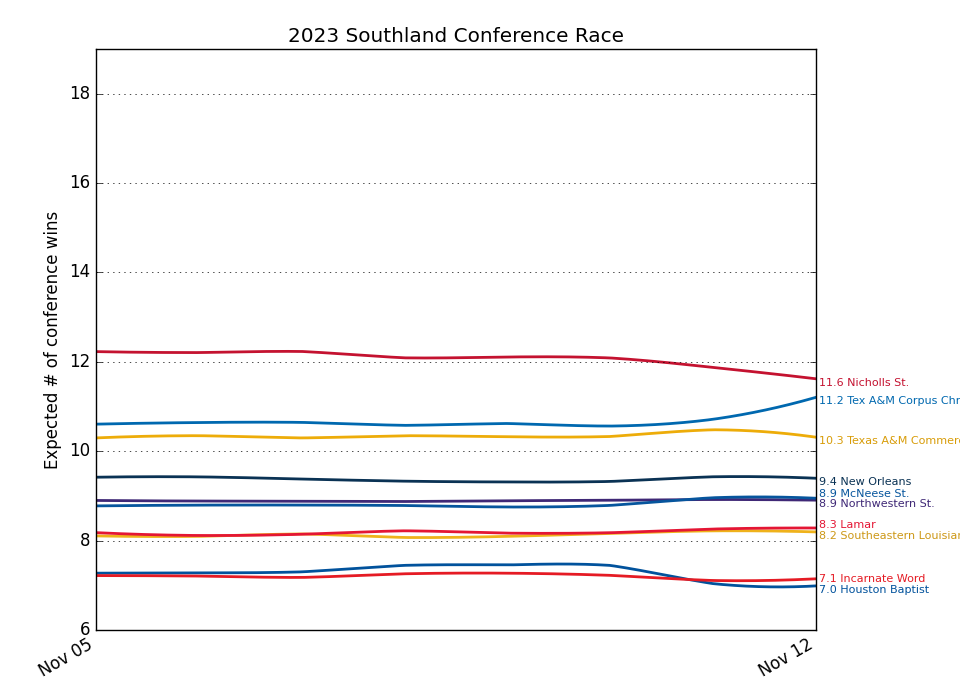 2023 Southland Conference Race
Expected # of conference wins
18
16
14
12
10
8
6
Nov 05
Nov 12
11.6 Nicholls St.
11.2 Tex A&M Corpus Chr
10.3 Texas A&M Commerc
9.4 New Orleans
8.9 McNeese St.
8.9 Northwestern St.
8.3 Lamar
8.2 Southeastern Louisian
7.1 Incarnate Word
7.0 Houston Baptist